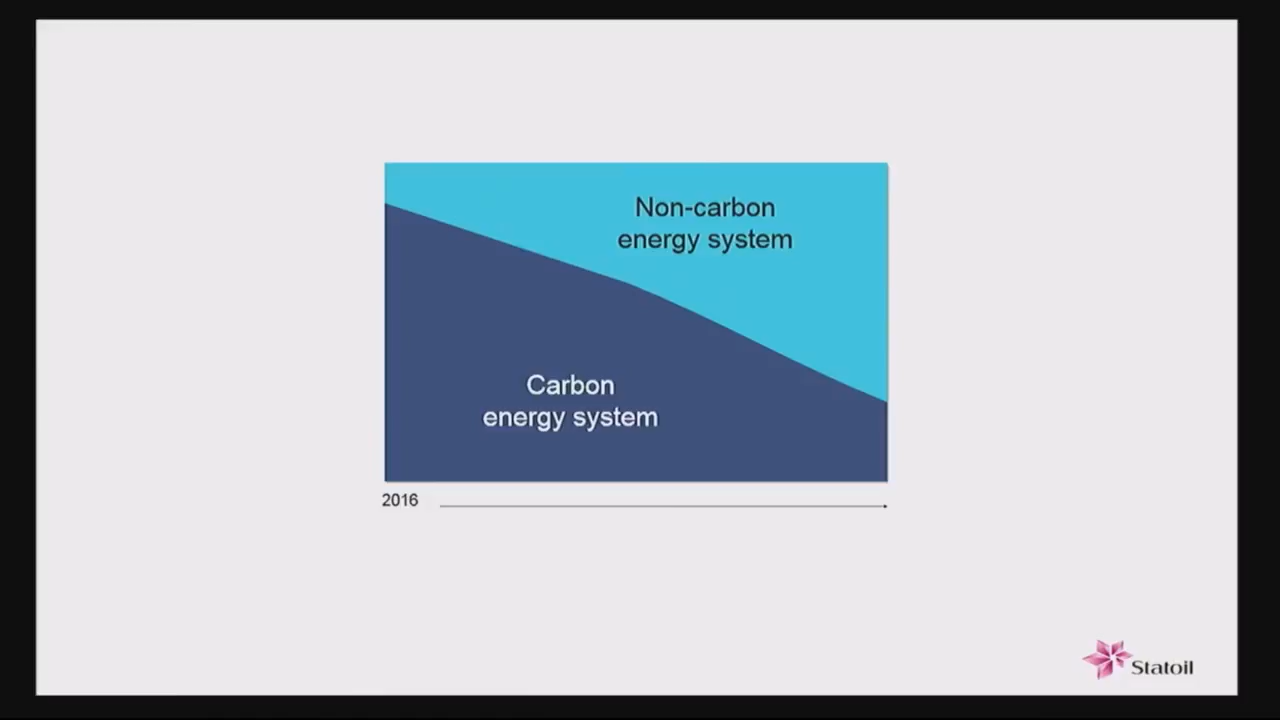 Non-carbon
energy system
Carbon
energy system
2016
Statoil